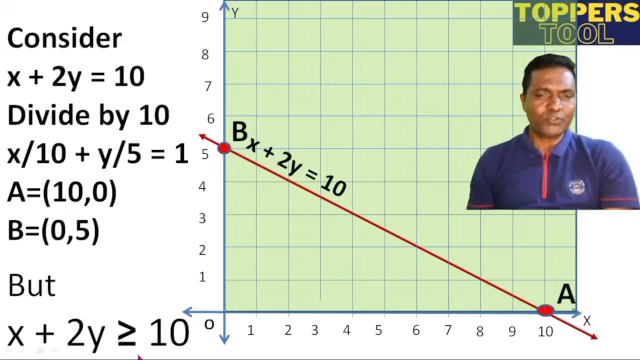 Consider
x + 2y = 10
Divide by 10
x/10 + y/5 = 1
A=(10,0)
B=(0,5)
But
x + 2y ≥ 10
TOPPERS
TOOL
Y
9
8
7
6
5
4
3
2
1
O
1 2 3 4 5 6 7 8 9 10
X
B
x + 2y = 10
A